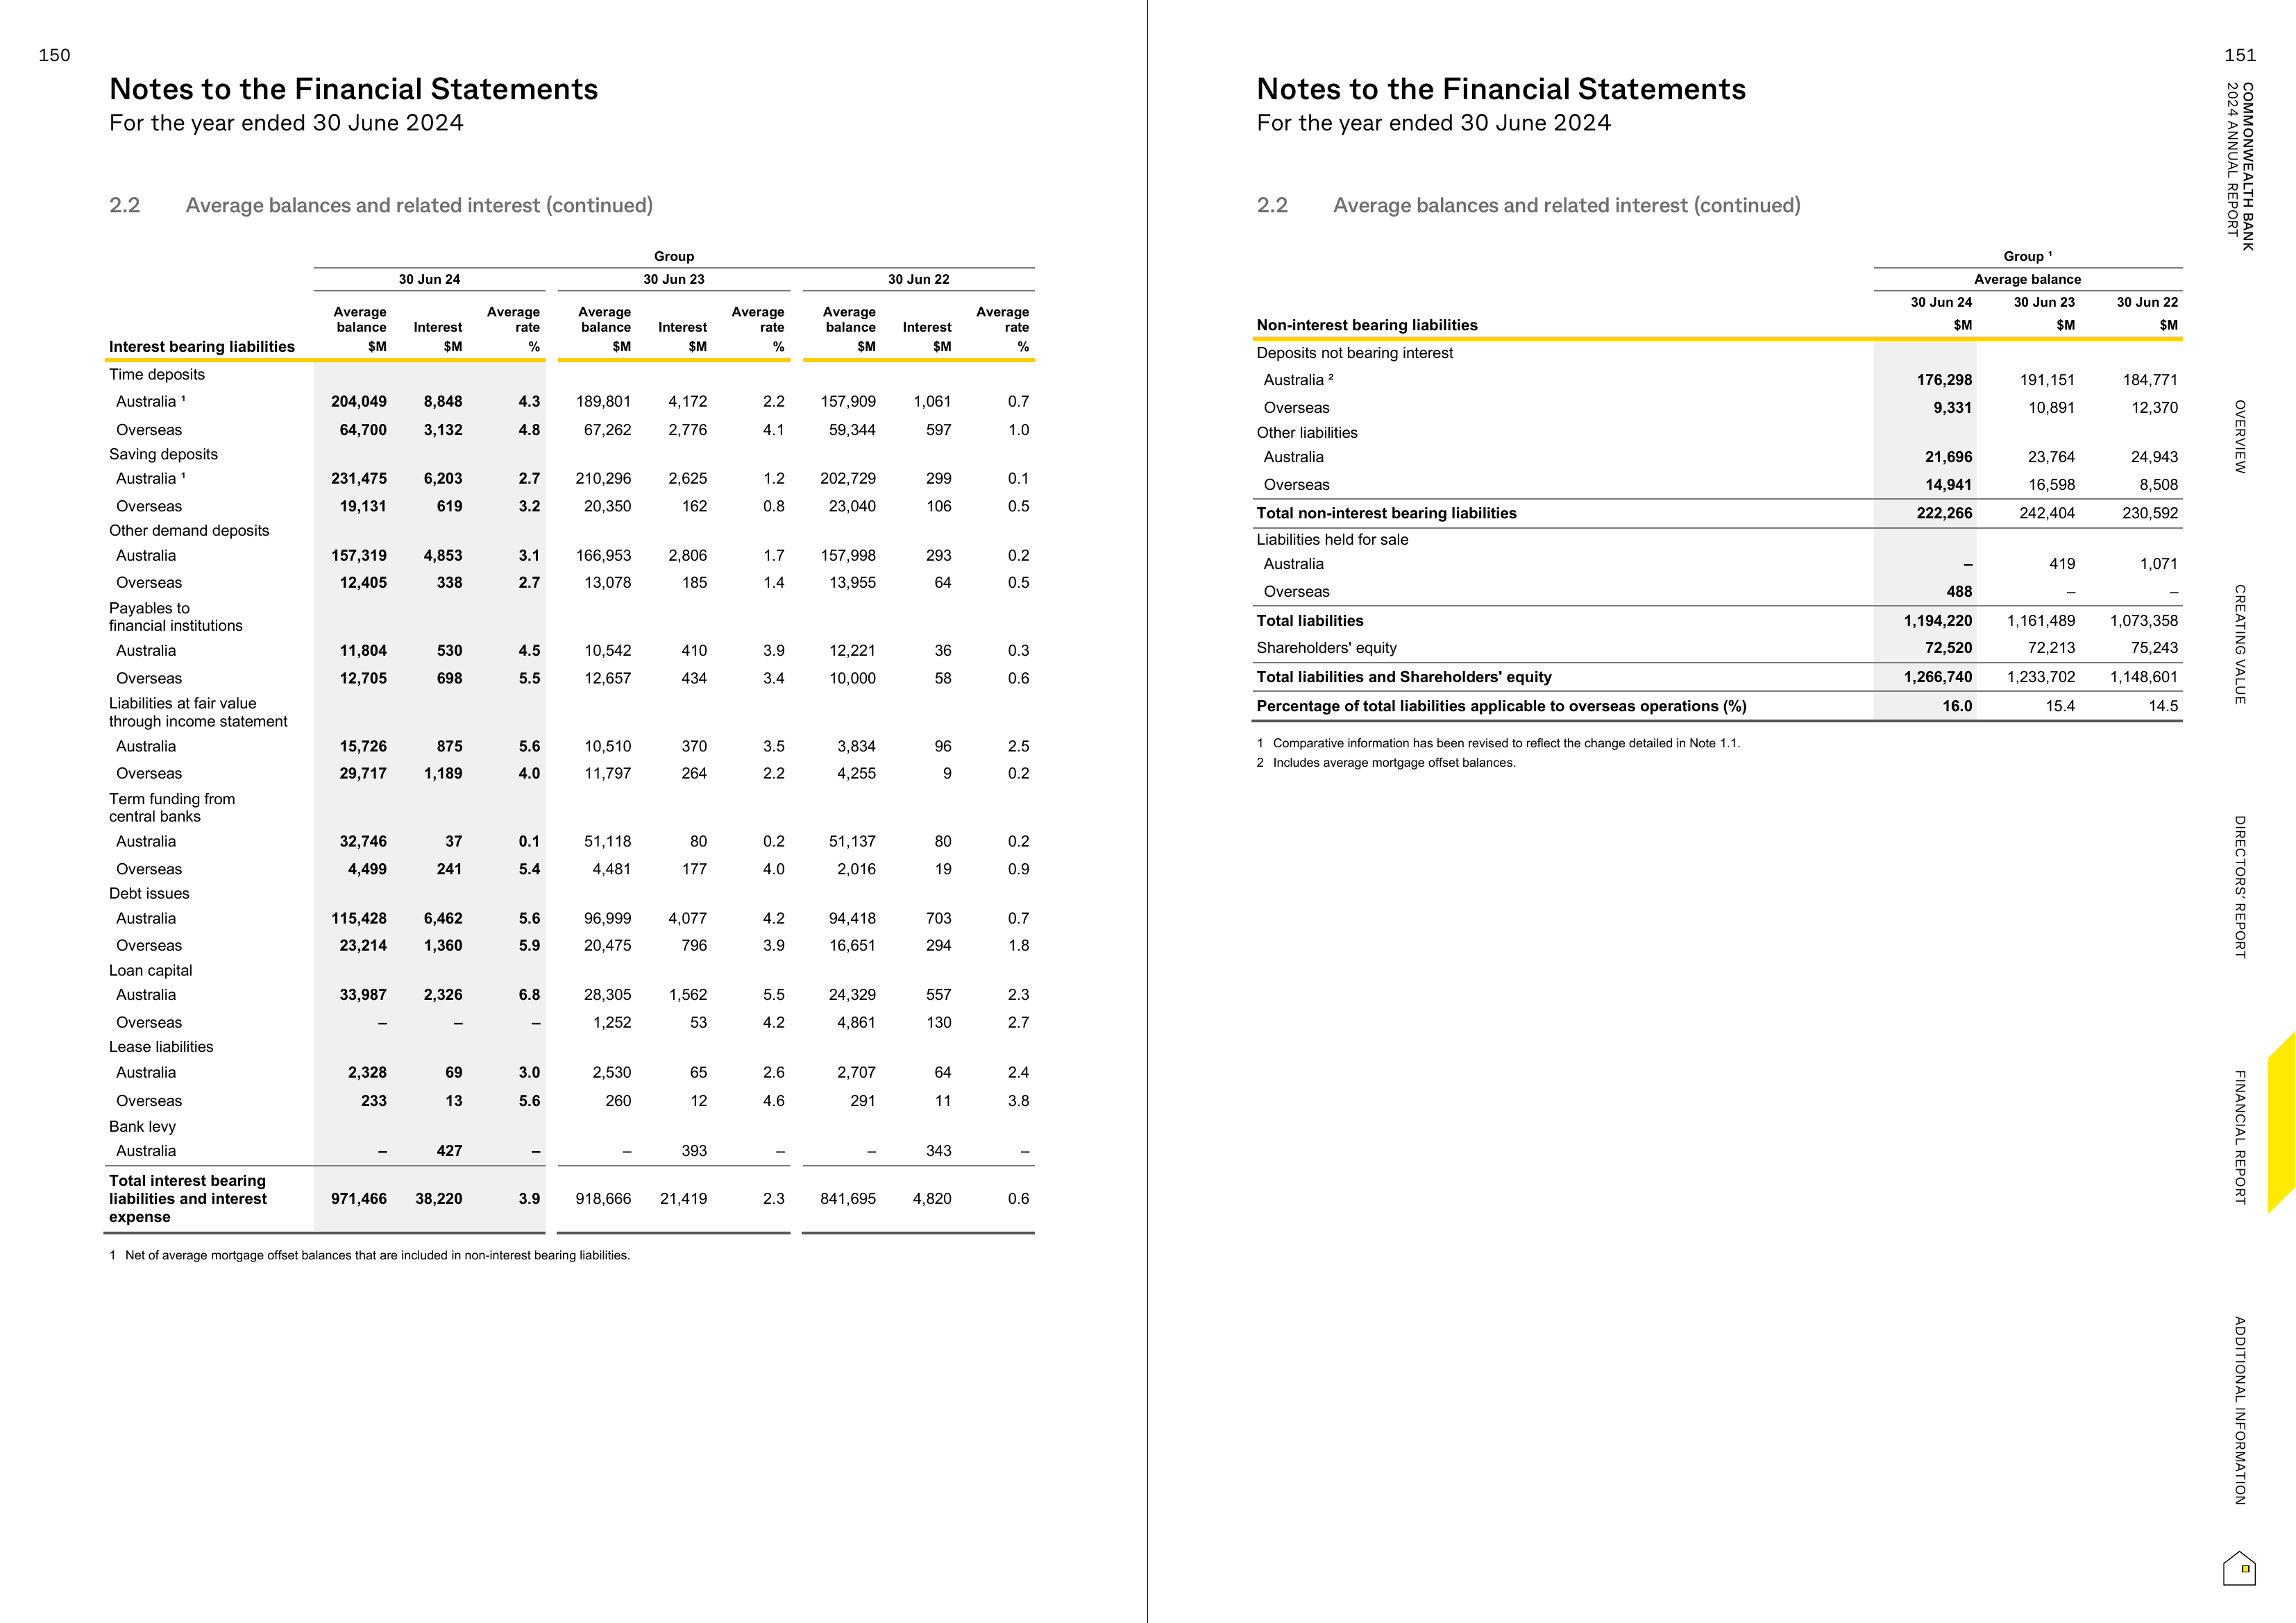 150
Notes to the Financial Statements
For the year ended 30 June 2024
2.2 Average balances and related interest (continued)
Group
30 Jun 24 30 Jun 23 30 Jun 22
Average Average Average Average Average Average
balance Interest rate balance Interest rate balance Interest rate
Interest bearing liabilities $M $M % $M $M % $M $M %
Time deposits
Australia ¹ 204,049 8,848 4.3 189,801 4,172 2.2 157,909 1,061 0.7
Overseas 64,700 3,132 4.8 67,262 2,776 4.1 59,344 597 1.0
Saving deposits
Australia ¹ 231,475 6,203 2.7 210,296 2,625 1.2 202,729 299 0.1
Overseas 19,131 619 3.2 20,350 162 0.8 23,040 106 0.5
Other demand deposits
Australia 157,319 4,853 3.1 166,953 2,806 1.7 157,998 293 0.2
Overseas 12,405 338 2.7 13,078 185 1.4 13,955 64 0.5
Payables to
financial institutions
Australia 11,804 530 4.5 10,542 410 3.9 12,221 36 0.3
Overseas 12,705 698 5.5 12,657 434 3.4 10,000 58 0.6
Liabilities at fair value
through income statement
Australia 15,726 875 5.6 10,510 370 3.5 3,834 96 2.5
Overseas 29,717 1,189 4.0 11,797 264 2.2 4,255 9 0.2
Term funding from
central banks
Australia 32,746 37 0.1 51,118 80 0.2 51,137 80 0.2
Overseas 4,499 241 5.4 4,481 177 4.0 2,016 19 0.9
Debt issues
Australia 115,428 6,462 5.6 96,999 4,077 4.2 94,418 703 0.7
Overseas 23,214 1,360 5.9 20,475 796 3.9 16,651 294 1.8
Loan capital
Australia 33,987 2,326 6.8 28,305 1,562 5.5 24,329 557 2.3
Overseas – – – 1,252 53 4.2 4,861 130 2.7
Lease liabilities
Australia 2,328 69 3.0 2,530 65 2.6 2,707 64 2.4
Overseas 233 13 5.6 260 12 4.6 291 11 3.8
Bank levy
Australia – 427 – – 393 – – 343 –
Total interest bearing
liabilities and interest 971,466 38,220 3.9 918,666 21,419 2.3 841,695 4,820 0.6
expense
1 Net of average mortgage offset balances that are included in non-interest bearing liabilities.
151
Notes to the Financial Statements
For the year ended 30 June 2024
2.2 Average balances and related interest (continued)
Group ¹
Average balance
30 Jun 24 30 Jun 23 30 Jun 22
Non-interest bearing liabilities $M $M $M
Deposits not bearing interest
Australia ² 176,298 191,151 184,771
Overseas 9,331 10,891 12,370
Other liabilities
Australia 21,696 23,764 24,943
Overseas 14,941 16,598 8,508
Total non-interest bearing liabilities 222,266 242,404 230,592
Liabilities held for sale
Australia – 419 1,071
Overseas 488 – –
Total liabilities 1,194,220 1,161,489 1,073,358
Shareholders' equity 72,520 72,213 75,243
Total liabilities and Shareholders' equity 1,266,740 1,233,702 1,148,601
Percentage of total liabilities applicable to overseas operations (%) 16.0 15.4 14.5
1 Comparative information has been revised to reflect the change detailed in Note 1.1.
2 Includes average mortgage offset balances.
COMMONWEALTH BANK
2024 ANNUAL REPORT
OVERVIEW
CREATING VALUE
DIRECTORS' REPORT
FINANCIAL REPORT
ADDITIONAL INFORMATION